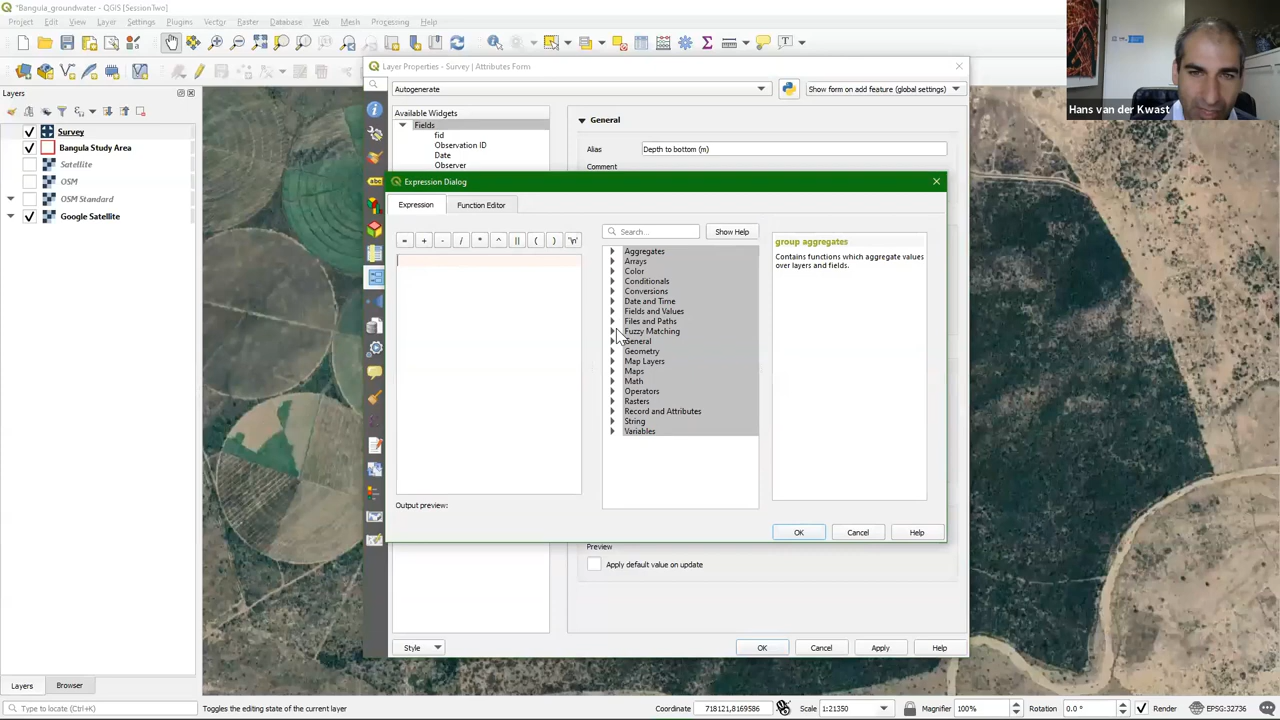 *Bangula_groundwater - QGIS [SessionTwo]
Project Edit View Layer Settings Plugins Vector Raster Database Web Mesh Processing Help
Layers
Survey
Bangula Study Area
Satellite
OSM
OSM Standard
Google Satellite
Layers Browser
Layer Properties - Survey | Attributes Form
Autogenerate
Show form on add feature (global settings)
Available Widgets
Fields
fid
Observation ID
Date
Observer
General
Alias Depth to bottom (m)
Comment
Expression Dialog
Expression Function Editor
= + - / * ^ || ( ) '\n'
Search...
Show Help
Aggregates
Arrays
Color
Conditionals
Conversions
Date and Time
Fields and Values
Files and Paths
Fuzzy Matching
General
Geometry
Map Layers
Maps
Math
Operators
Rasters
Record and Attributes
String
Variables
group aggregates
Contains functions which aggregate values
over layers and fields.
Output preview:
OK Cancel Help
Preview
Apply default value on update
Style
OK Cancel Apply Help
Hans van der Kwast
Type to locate (Ctrl+K)
Toggles the editing state of the current layer
Coordinate 718121,8169586
Scale 1:21350
Magnifier 100%
Rotation 0.0 °
Render
EPSG:32736